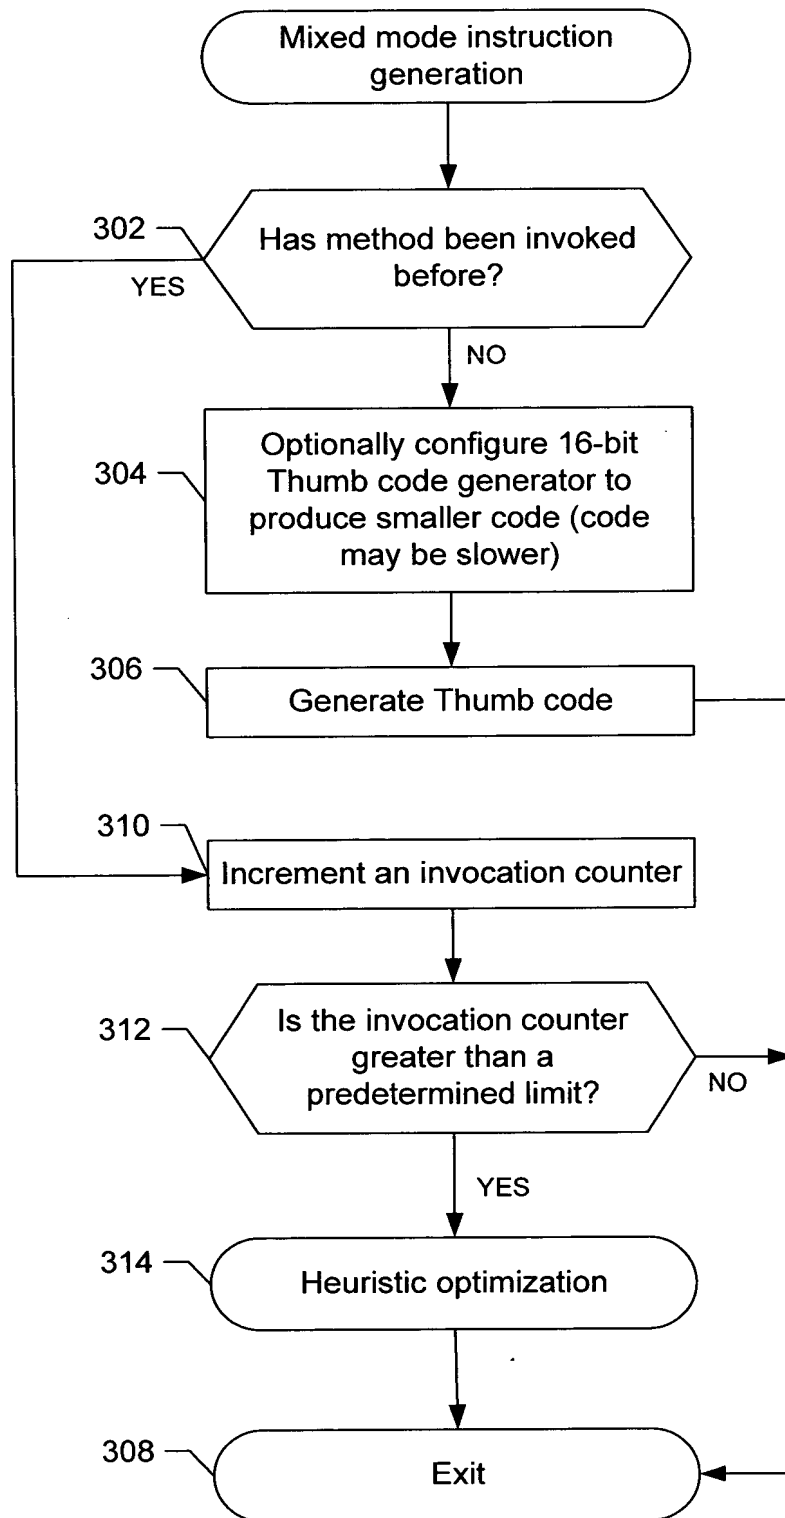 Mixed mode instruction
generation
302
Has method been invoked
before?
YES
NO
304
Optionally configure 16-bit
Thumb code generator to
produce smaller code (code
may be slower)
306
Generate Thumb code
310
Increment an invocation counter
312
Is the invocation counter
greater than a
predetermined limit?
NO
YES
314
Heuristic optimization
308
Exit